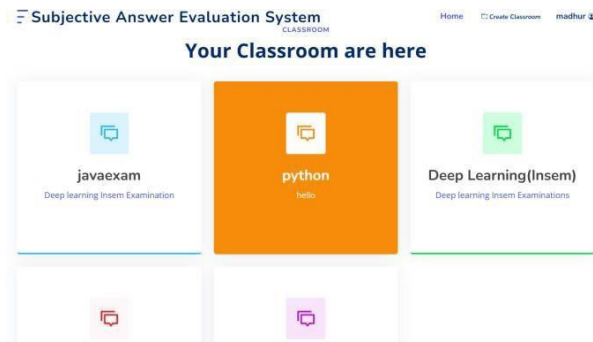 Subjective Answer Evaluation System
CLASSROOM
Home Create Classroom madhur
Your Classroom are here
javaexam
Deep learning Insem Examination
python
hello
Deep Learning(Insem)
Deep learning Insem Examinations